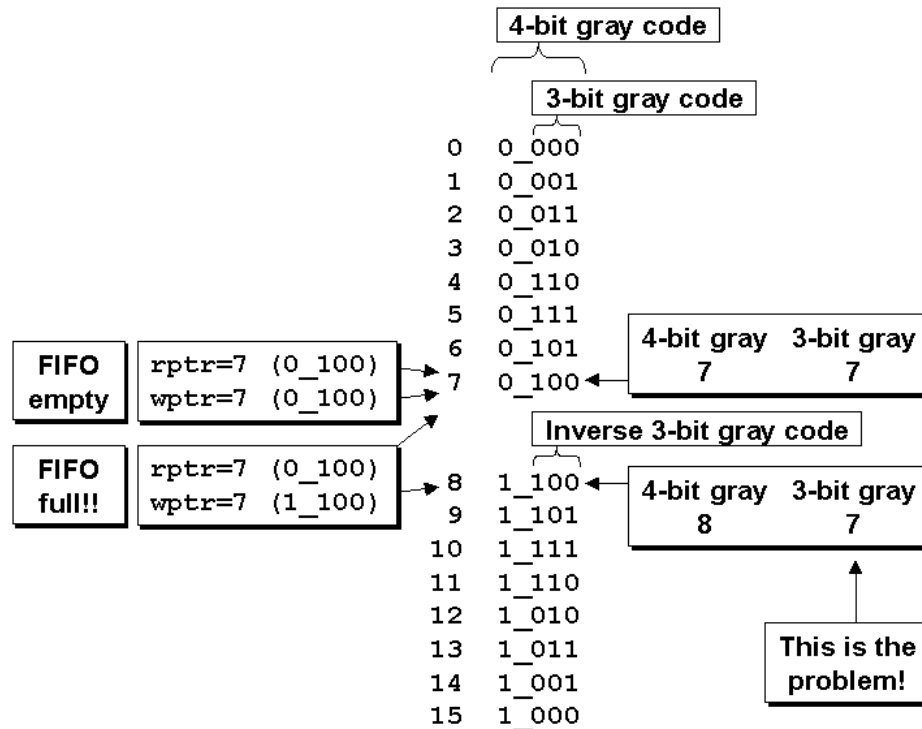 4-bit gray code
3-bit gray code
0 0_000
1 0_001
2 0_011
3 0_010
4 0_110
5 0_111
6 0_101
7 0_100
FIFO
empty
rptr=7 (0_100)
wptr=7 (0_100)
4-bit gray 3-bit gray
7 7
Inverse 3-bit gray code
FIFO
full!!
rptr=7 (0_100)
wptr=7 (1_100)
8 1_100
9 1_101
10 1_111
11 1_110
12 1_010
13 1_011
14 1_001
15 1_000
4-bit gray 3-bit gray
8 7
This is the
problem!